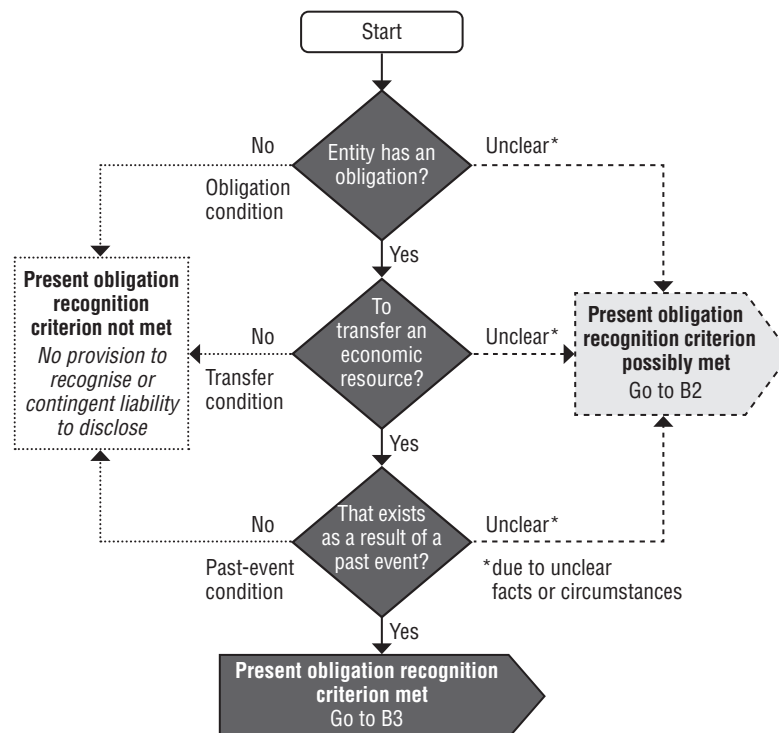 Start
Entity has an
obligation?
No
Unclear*
Obligation
condition
Yes
Present obligation
recognition
criterion not met
No provision to
recognise or
contingent liability
to disclose
To
transfer an
economic
resource?
No
Unclear*
Transfer
condition
Present obligation
recognition criterion
possibly met
Go to B2
Yes
That exists
as a result of a
past event?
No
Unclear*
Past-event
condition
*due to unclear
facts or circumstances
Yes
Present obligation recognition
criterion met
Go to B3